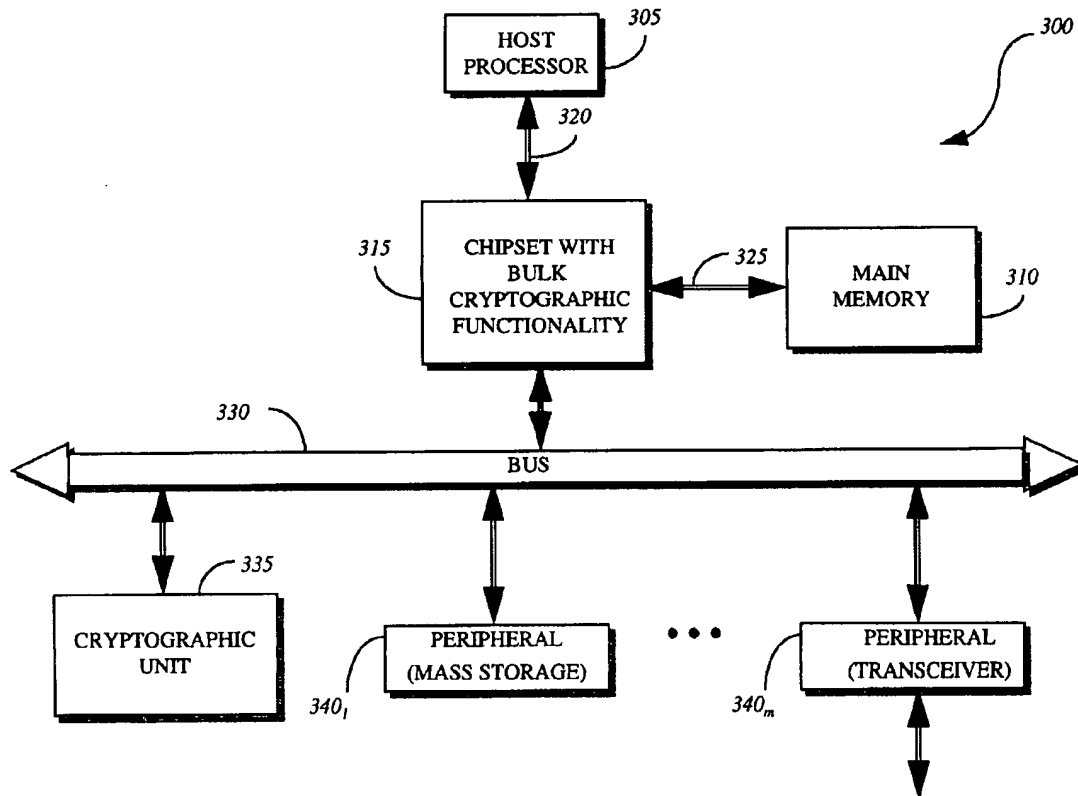 305
300
HOST
PROCESSOR
320
315
CHIPSET WITH
BULK
CRYPTOGRAPHIC
FUNCTIONALITY
325
MAIN
MEMORY
310
330
BUS
335
CRYPTOGRAPHIC
UNIT
PERIPHERAL
(MASS STORAGE)
340₁
• • •
PERIPHERAL
(TRANSCEIVER)
340ₘ